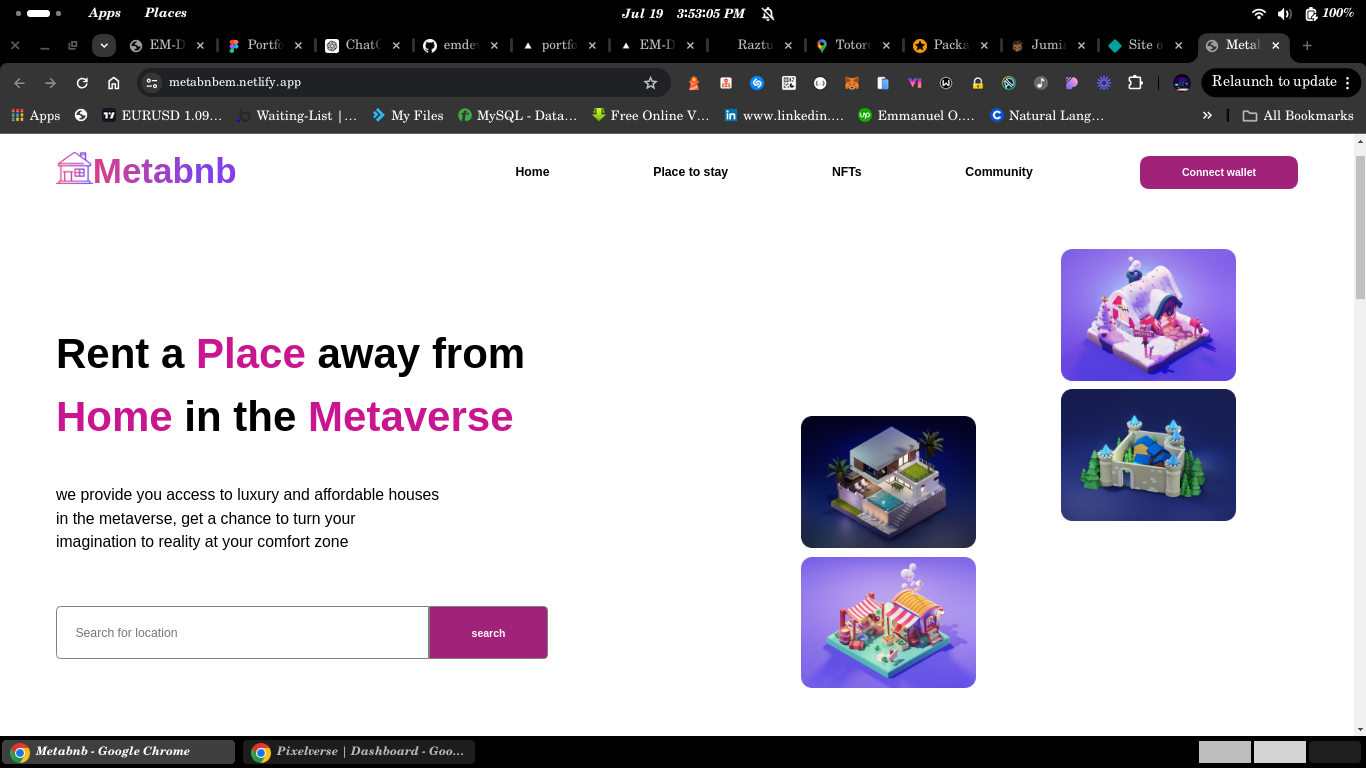 Apps Places Jul 19 3:53:05 PM 100%
EM-D Portfo ChatG emdev portfo EM-D Raztu Totoro Packa Jumi Site o Metal
metabnbem.netlify.app Relaunch to update
Apps EURUSD 1.09... Waiting-List |... My Files MySQL - Data... Free Online V... www.linkedin.... Emmanuel O.... Natural Lang... » All Bookmarks
Metabnb Home Place to stay NFTs Community Connect wallet
Rent a Place away from
Home in the Metaverse
we provide you access to luxury and affordable houses
in the metaverse, get a chance to turn your
imagination to reality at your comfort zone
Search for location search
Metabnb - Google Chrome Pixelverse | Dashboard - Goo...